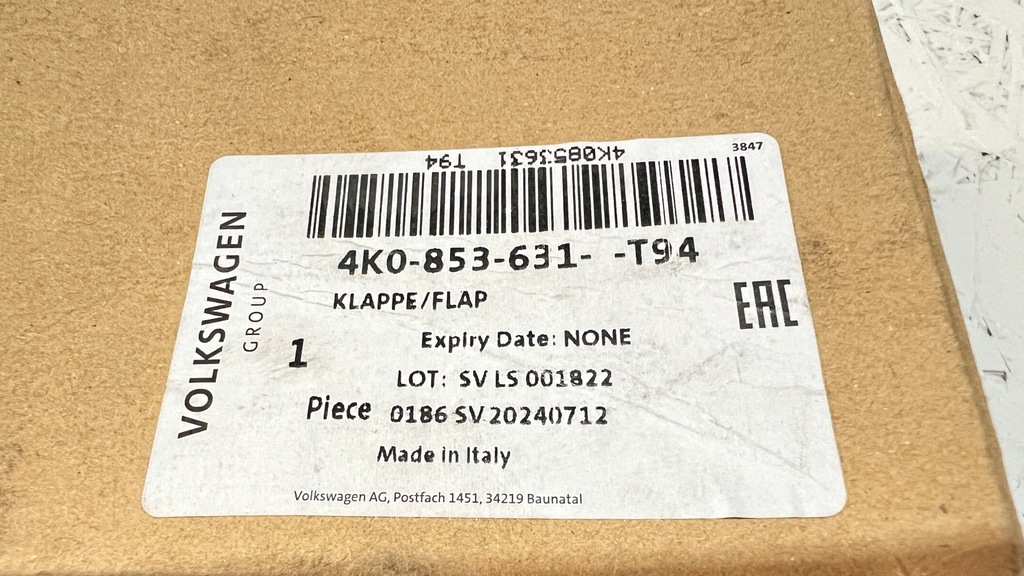 3847
4K0853631 T94
4K0-853-631- -T94
KLAPPE/FLAP
EAC
Expiry Date: NONE
1
LOT: SV LS 001822
Piece 0186 SV 20240712
Made in Italy
Volkswagen AG, Postfach 1451, 34219 Baunatal
VOLKSWAGEN
GROUP